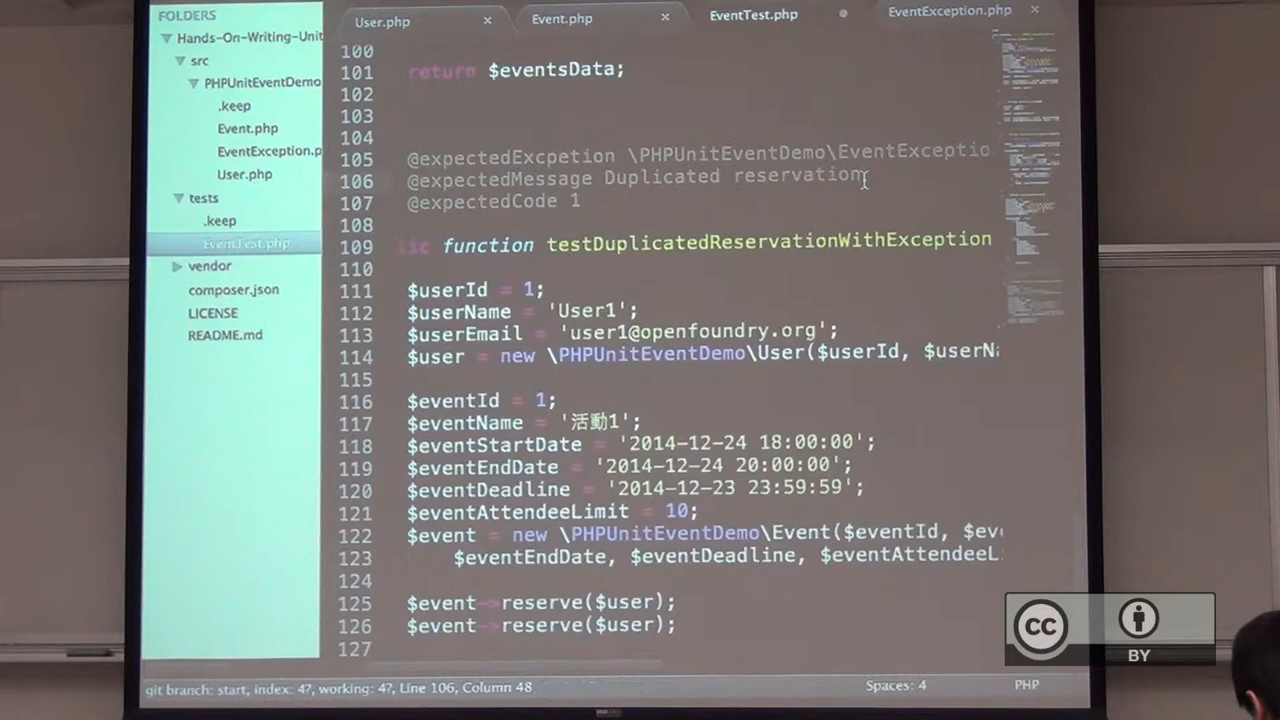 FOLDERS
Hands-On-Writing-Unit
src
PHPUnitEventDemo
.keep
Event.php
EventException.p
User.php
tests
.keep
EventTest.php
vendor
composer.json
LICENSE
README.md
User.php ×
Event.php ×
EventTest.php
EventException.php ×
100
101 return $eventsData;
102
103
104
105 @expectedExcpetion \PHPUnitEventDemo\EventExceptio
106 @expectedMessage Duplicated reservation
107 @expectedCode 1
108
109 lic function testDuplicatedReservationWithException
110
111 $userId = 1;
112 $userName = 'User1';
113 $userEmail = 'user1@openfoundry.org';
114 $user = new \PHPUnitEventDemo\User($userId, $userNa
115
116 $eventId = 1;
117 $eventName = '活動1';
118 $eventStartDate = '2014-12-24 18:00:00';
119 $eventEndDate = '2014-12-24 20:00:00';
120 $eventDeadline = '2014-12-23 23:59:59';
121 $eventAttendeeLimit = 10;
122 $event = new \PHPUnitEventDemo\Event($eventId, $eve
123 $eventEndDate, $eventDeadline, $eventAttendeeL
124
125 $event->reserve($user);
126 $event->reserve($user);
127
git branch: start, index: 4?, working: 4?, Line 106, Column 48
Spaces: 4
PHP
CC
BY